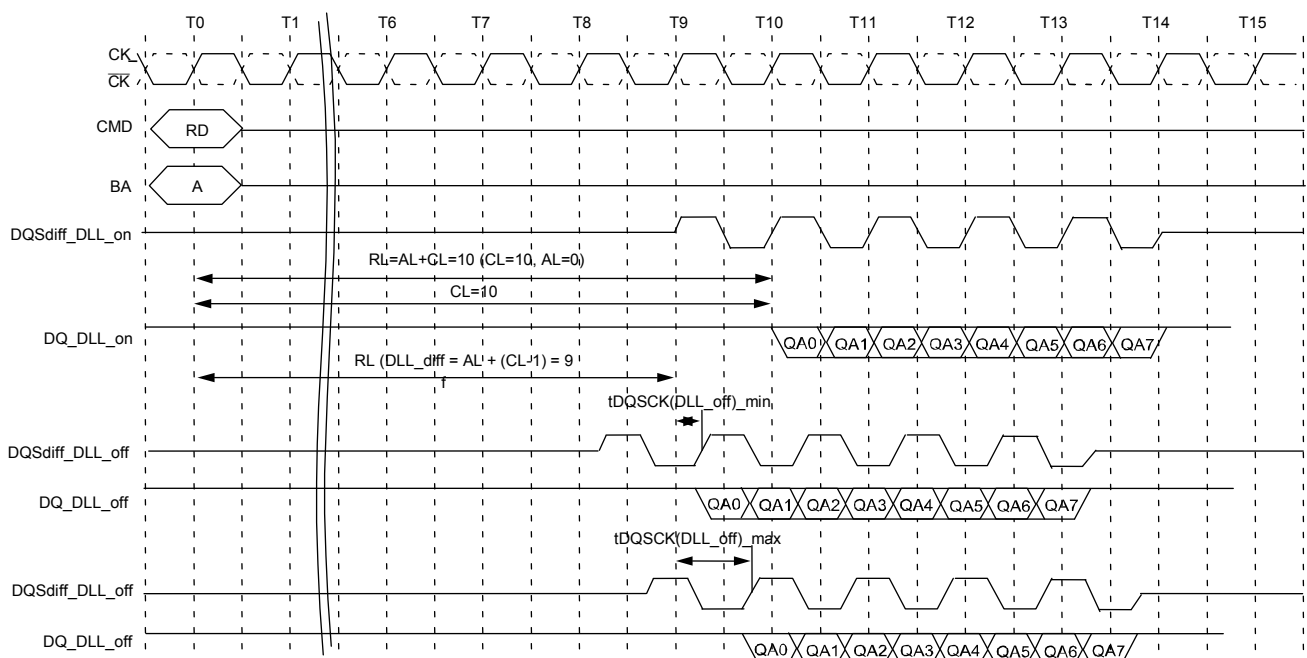 T0 T1 T6 T7 T8 T9 T10 T11 T12 T13 T14 T15
CK
CK
CMD RD
BA A
DQSdiff_DLL_on
RL=AL+CL=10 (CL=10, AL=0)
CL=10
DQ_DLL_on QA0 QA1 QA2 QA3 QA4 QA5 QA6 QA7
RL (DLL_diff = AL + (CL-1) = 9
f
tDQSCK(DLL_off)_min
DQSdiff_DLL_off
DQ_DLL_off QA0 QA1 QA2 QA3 QA4 QA5 QA6 QA7
tDQSCK(DLL_off)_max
DQSdiff_DLL_off
DQ_DLL_off QA0 QA1 QA2 QA3 QA4 QA5 QA6 QA7